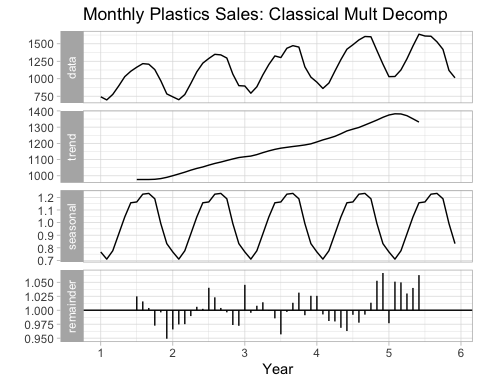 Monthly Plastics Sales: Classical Mult Decomp
data
1500
1250
1000
750
trend
1400
1300
1200
1100
1000
seasonal
1.2
1.1
1.0
0.9
0.8
0.7
remainder
1.050
1.025
1.000
0.975
0.950
1 2 3 4 5 6
Year